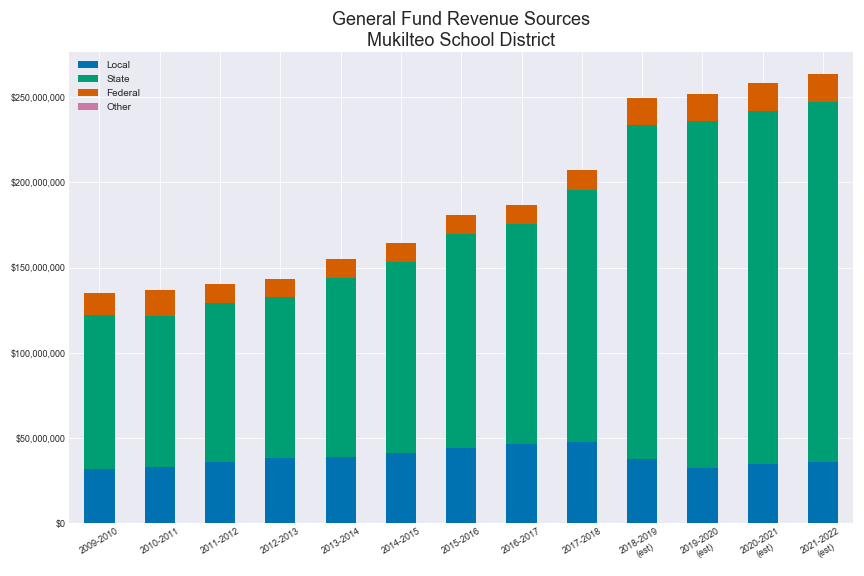 General Fund Revenue Sources
Mukilteo School District
Local
State
Federal
Other
$250,000,000
$200,000,000
$150,000,000
$100,000,000
$50,000,000
$0
2009-2010
2010-2011
2011-2012
2012-2013
2013-2014
2014-2015
2015-2016
2016-2017
2017-2018
2018-2019
(est)
2019-2020
(est)
2020-2021
(est)
2021-2022
(est)